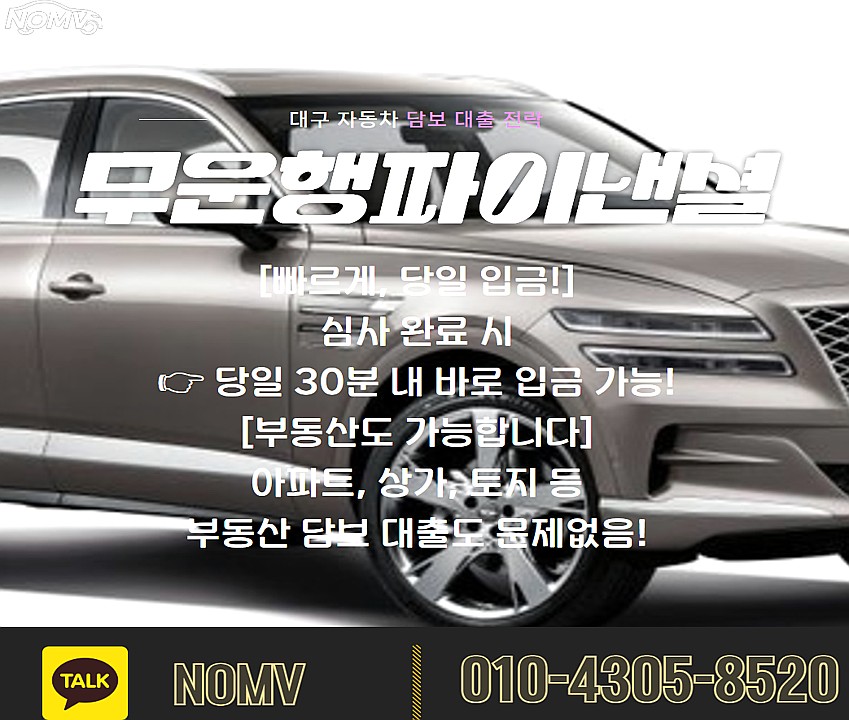 NOMV
대구 자동차 담보 대출 전략
무운행파이낸셜
[빠르게, 당일 입금!]
심사 완료 시
👉 당일 30분 내 바로 입금 가능!
[부동산도 가능합니다]
아파트, 상가, 토지 등
부동산 담보 대출도 문제없음!
TALK
NOMV
010-4305-8520